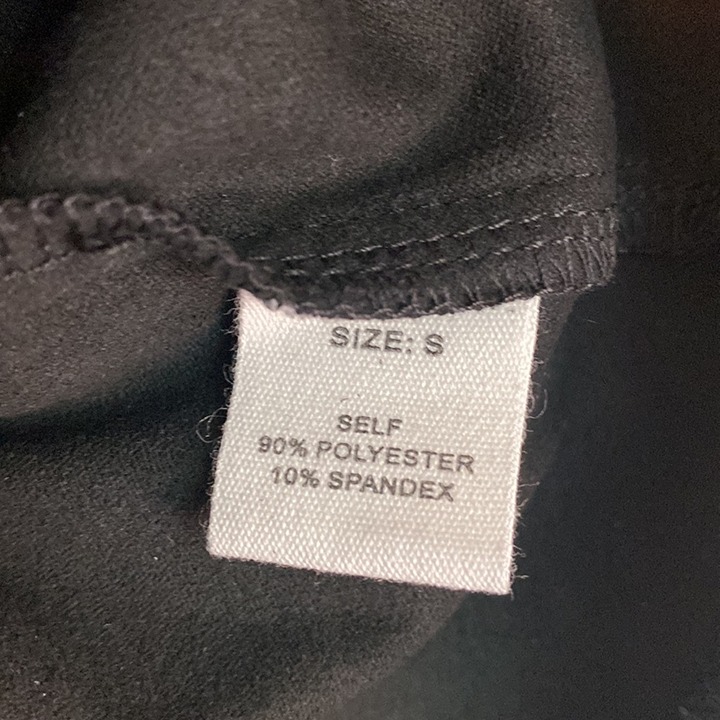 SIZE: S
SELF
90% POLYESTER
10% SPANDEX